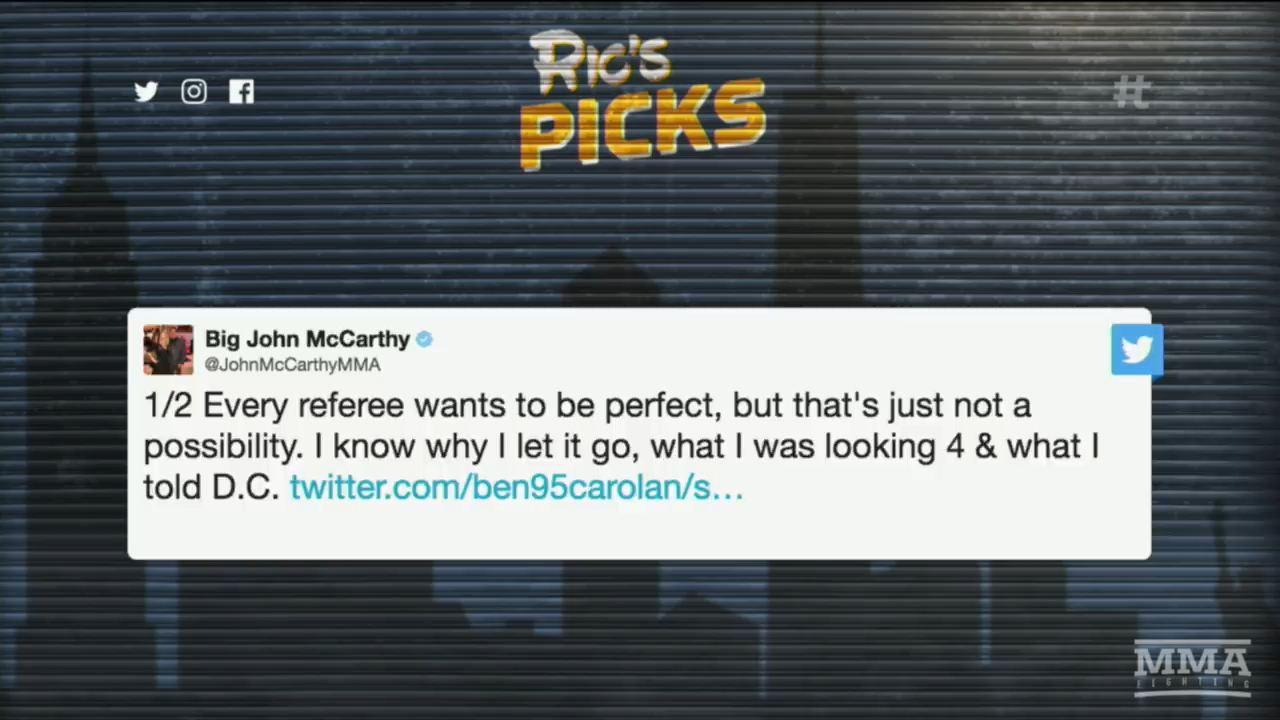 Ric's
PICKS
#
Big John McCarthy
@JohnMcCarthyMMA
1/2 Every referee wants to be perfect, but that's just not a
possibility. I know why I let it go, what I was looking 4 & what I
told D.C. twitter.com/ben95carolan/s...
MMA
FIGHTING